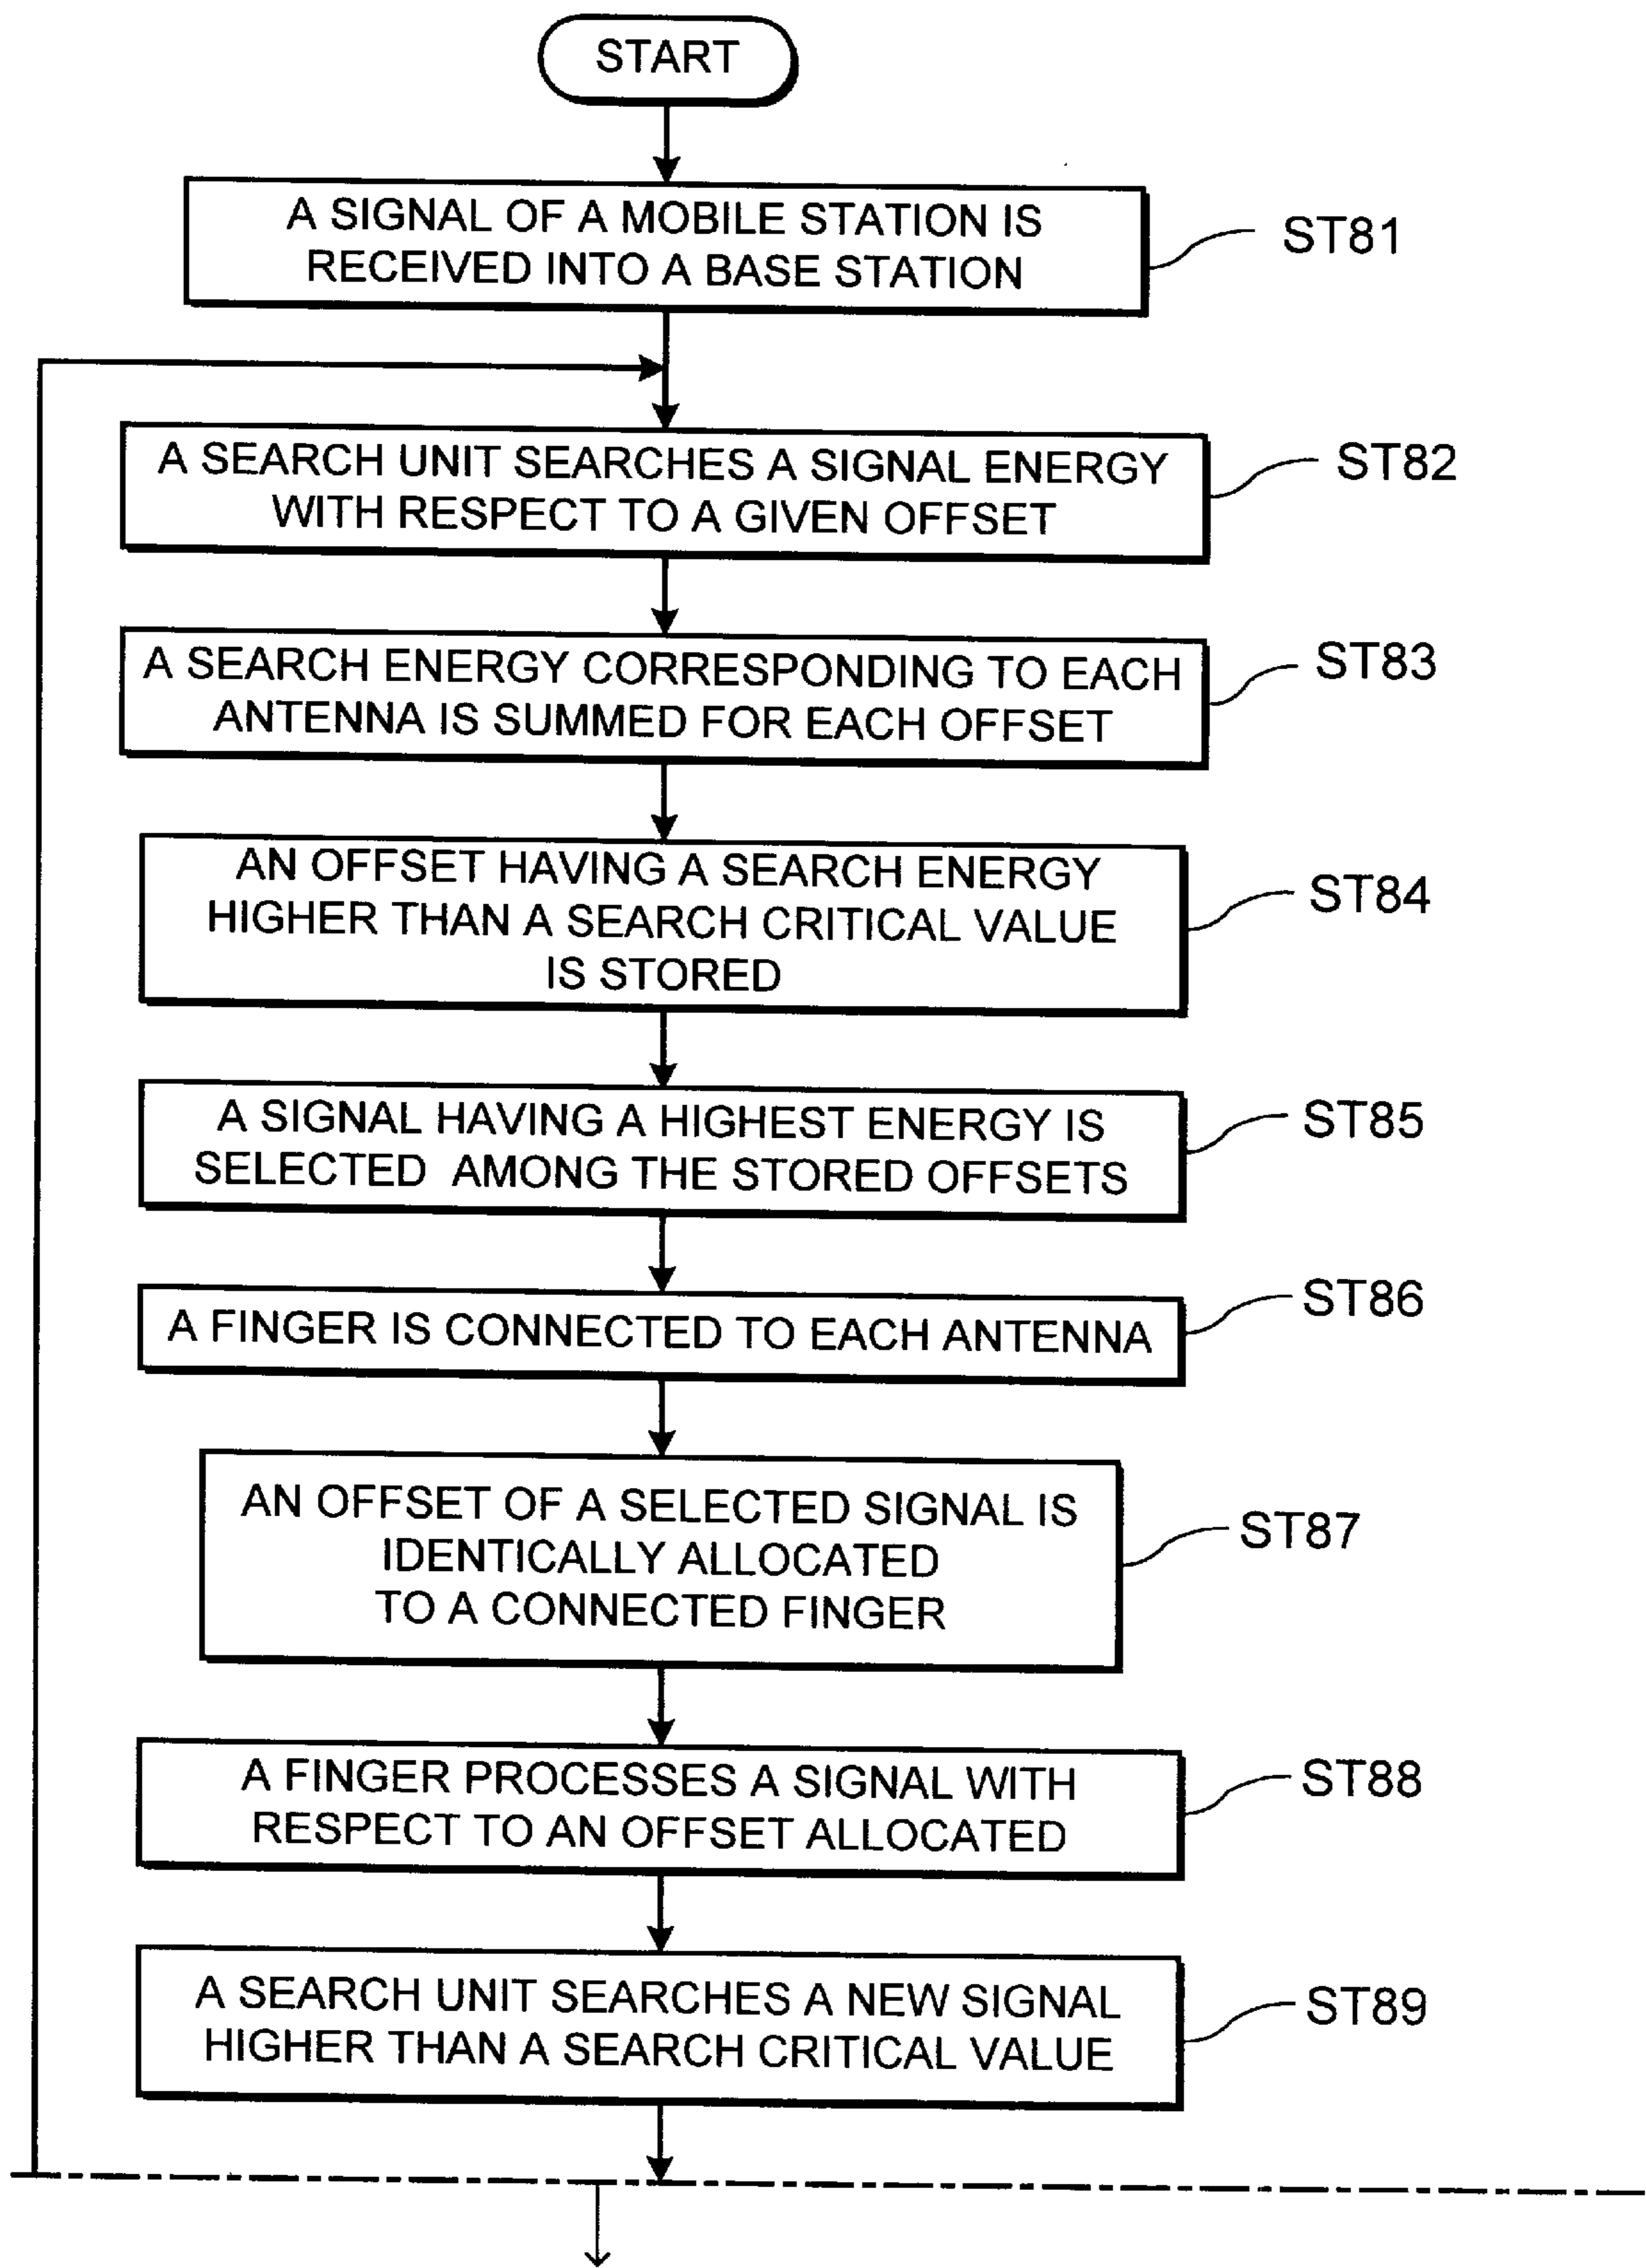 START
A SIGNAL OF A MOBILE STATION IS
RECEIVED INTO A BASE STATION
ST81
A SEARCH UNIT SEARCHES A SIGNAL ENERGY
WITH RESPECT TO A GIVEN OFFSET
ST82
A SEARCH ENERGY CORRESPONDING TO EACH
ANTENNA IS SUMMED FOR EACH OFFSET
ST83
AN OFFSET HAVING A SEARCH ENERGY
HIGHER THAN A SEARCH CRITICAL VALUE
IS STORED
ST84
A SIGNAL HAVING A HIGHEST ENERGY IS
SELECTED AMONG THE STORED OFFSETS
ST85
A FINGER IS CONNECTED TO EACH ANTENNA
ST86
AN OFFSET OF A SELECTED SIGNAL IS
IDENTICALLY ALLOCATED
TO A CONNECTED FINGER
ST87
A FINGER PROCESSES A SIGNAL WITH
RESPECT TO AN OFFSET ALLOCATED
ST88
A SEARCH UNIT SEARCHES A NEW SIGNAL
HIGHER THAN A SEARCH CRITICAL VALUE
ST89